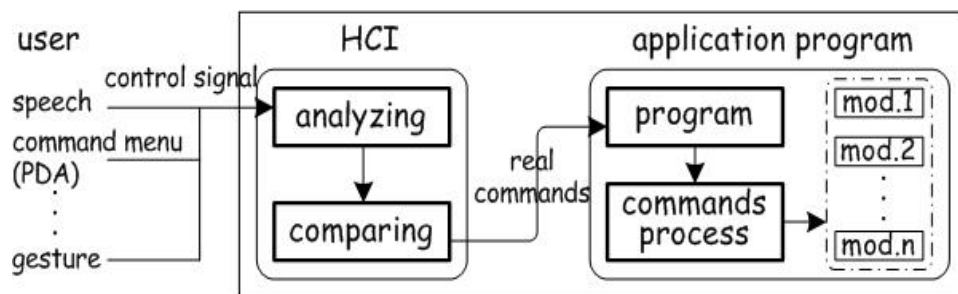 user
HCI
application program
control signal
speech
command menu
(PDA)
gesture
analyzing
comparing
real
commands
program
commands
process
mod.1
mod.2
mod.n